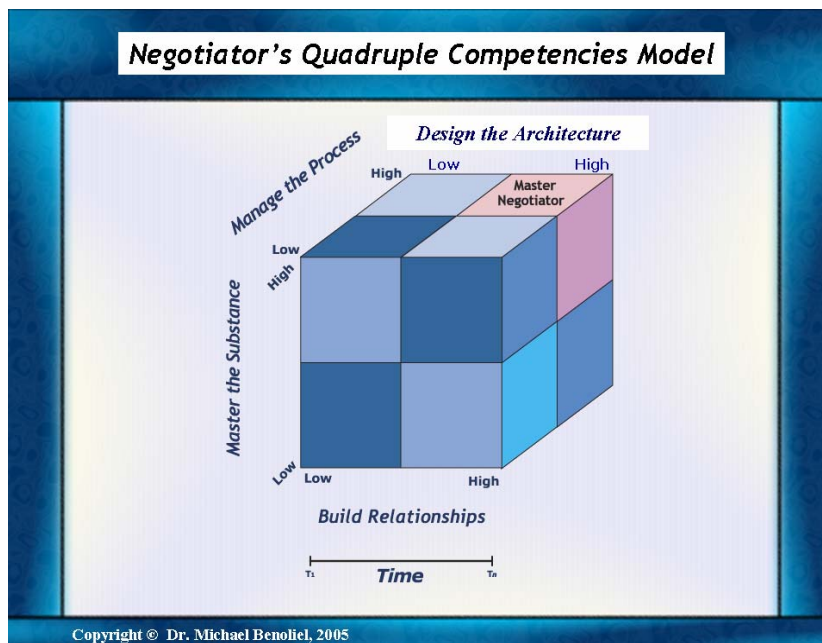 Negotiator's Quadruple Competencies Model
Design the Architecture
Manage the Process
High
Low
High
Master
Negotiator
Low
High
Master the Substance
Low
Low
High
Build Relationships
T1
Time
Tn
Copyright © Dr. Michael Benoliel, 2005